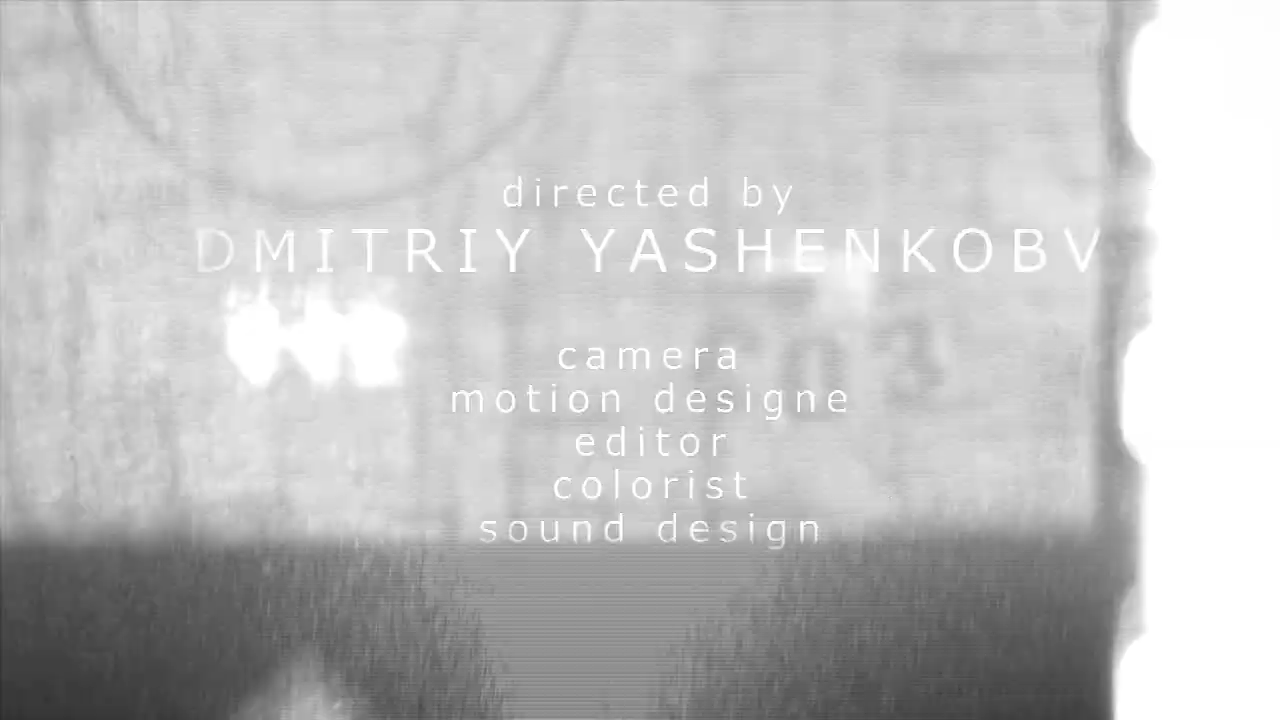 directed by
DMITRIY YASHENKOBV
camera
motion designe
editor
colorist
sound design